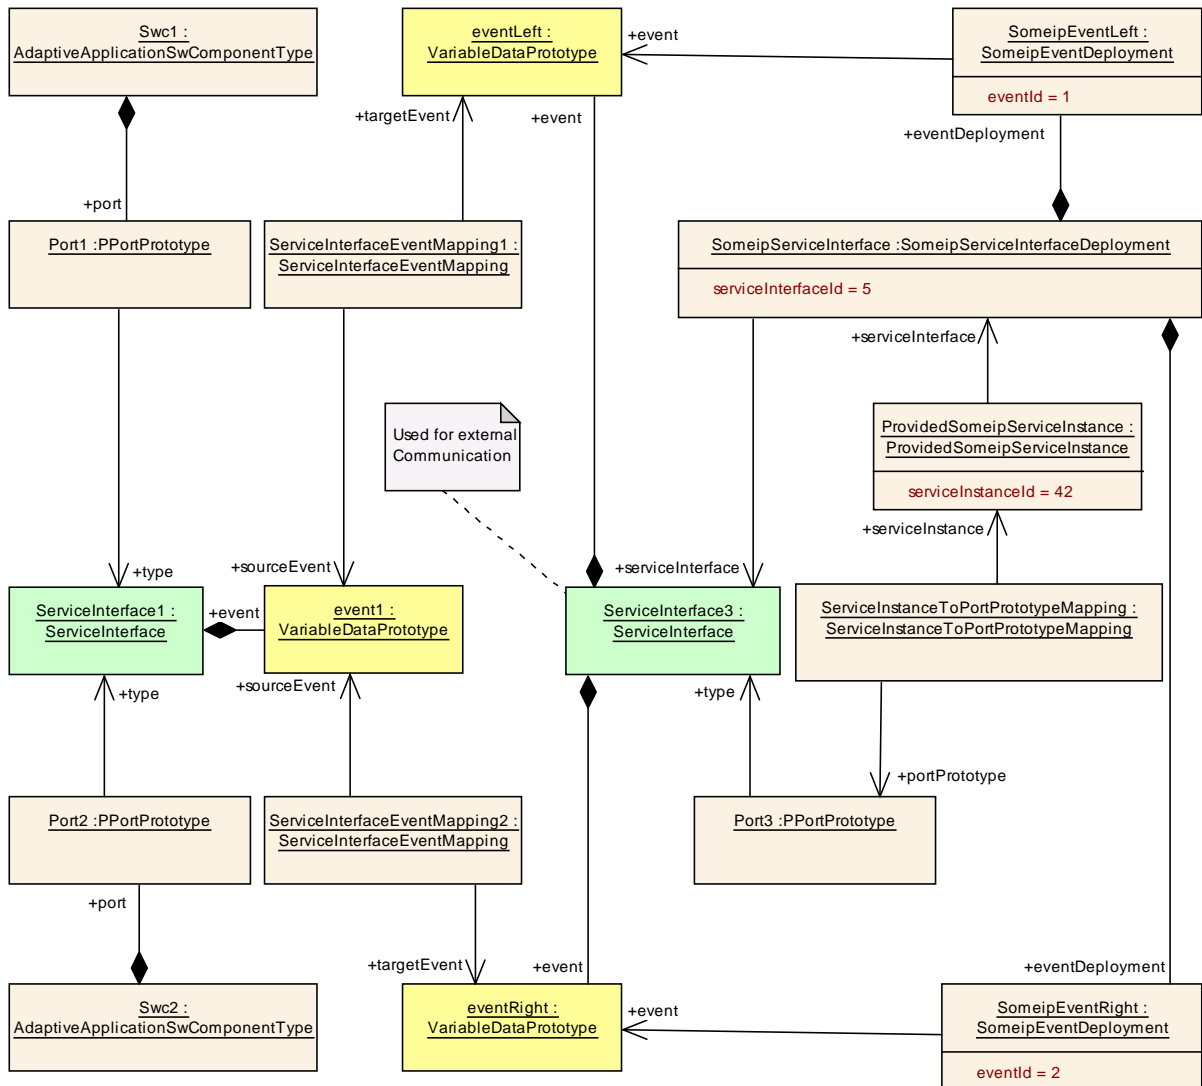 Swc1 :
AdaptiveApplicationSwComponentType
eventLeft :
VariableDataPrototype
+event
SomeipEventLeft :
SomeipEventDeployment
eventId = 1
+targetEvent
+event
+eventDeployment
+port
Port1 :PPortPrototype
ServiceInterfaceEventMapping1 :
ServiceInterfaceEventMapping
SomeipServiceInterface :SomeipServiceInterfaceDeployment
serviceInterfaceId = 5
+serviceInterface
Used for external
Communication
ProvidedSomeipServiceInstance :
ProvidedSomeipServiceInstance
serviceInstanceId = 42
+serviceInstance
+type
+sourceEvent
+serviceInterface
ServiceInterface1 :
ServiceInterface
+event
event1 :
VariableDataPrototype
ServiceInterface3 :
ServiceInterface
ServiceInstanceToPortPrototypeMapping :
ServiceInstanceToPortPrototypeMapping
+type
+sourceEvent
+type
+portPrototype
Port2 :PPortPrototype
ServiceInterfaceEventMapping2 :
ServiceInterfaceEventMapping
Port3 :PPortPrototype
+port
+targetEvent
+event
+eventDeployment
Swc2 :
AdaptiveApplicationSwComponentType
eventRight :
VariableDataPrototype
+event
SomeipEventRight :
SomeipEventDeployment
eventId = 2